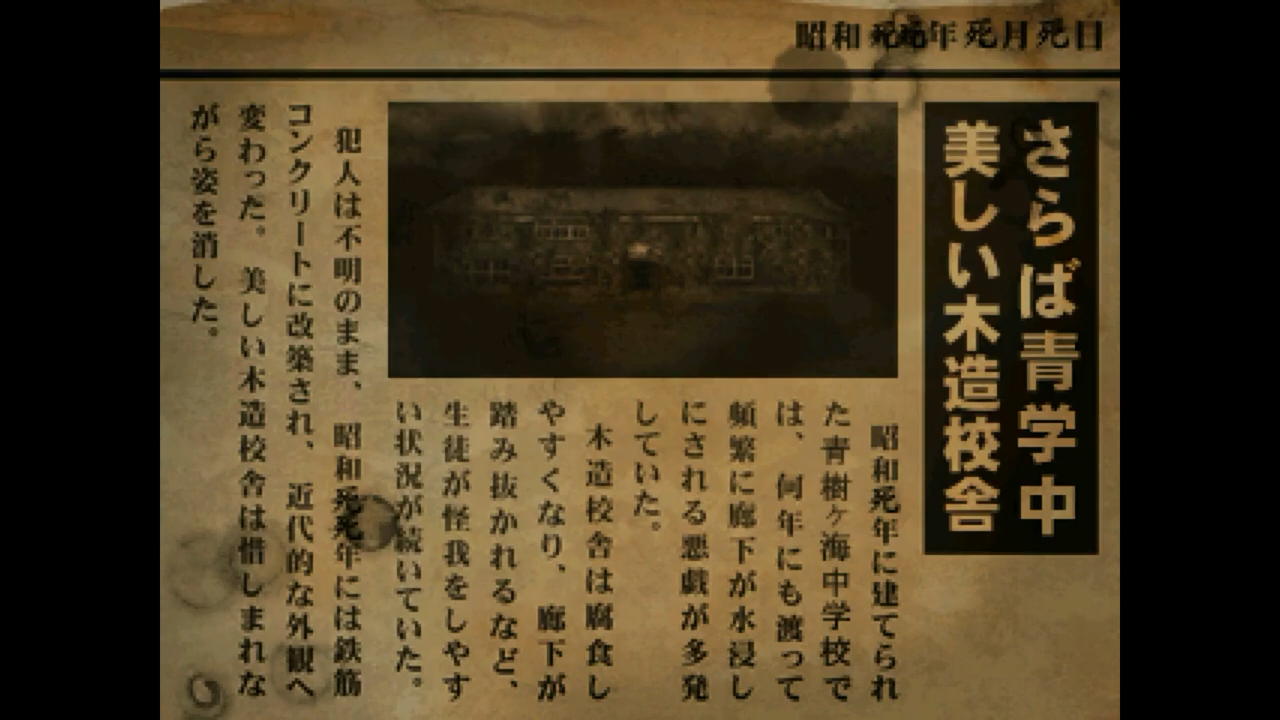 昭和死死年死月死日
さらば青学中
美しい木造校舎
昭和死年に建てられ
た青樹ヶ海中学校で
は、何年にも渡って
頻繁に廊下が水浸し
にされる悪戯が多発
していた。
木造校舎は腐食し
やすくなり、廊下が
踏み抜かれるなど、
生徒が怪我をしやす
い状況が続いていた。
犯人は不明のまま、昭和死死年には鉄筋
コンクリートに改築され、近代的な外観へ
変わった。美しい木造校舎は惜しまれな
がら姿を消した。